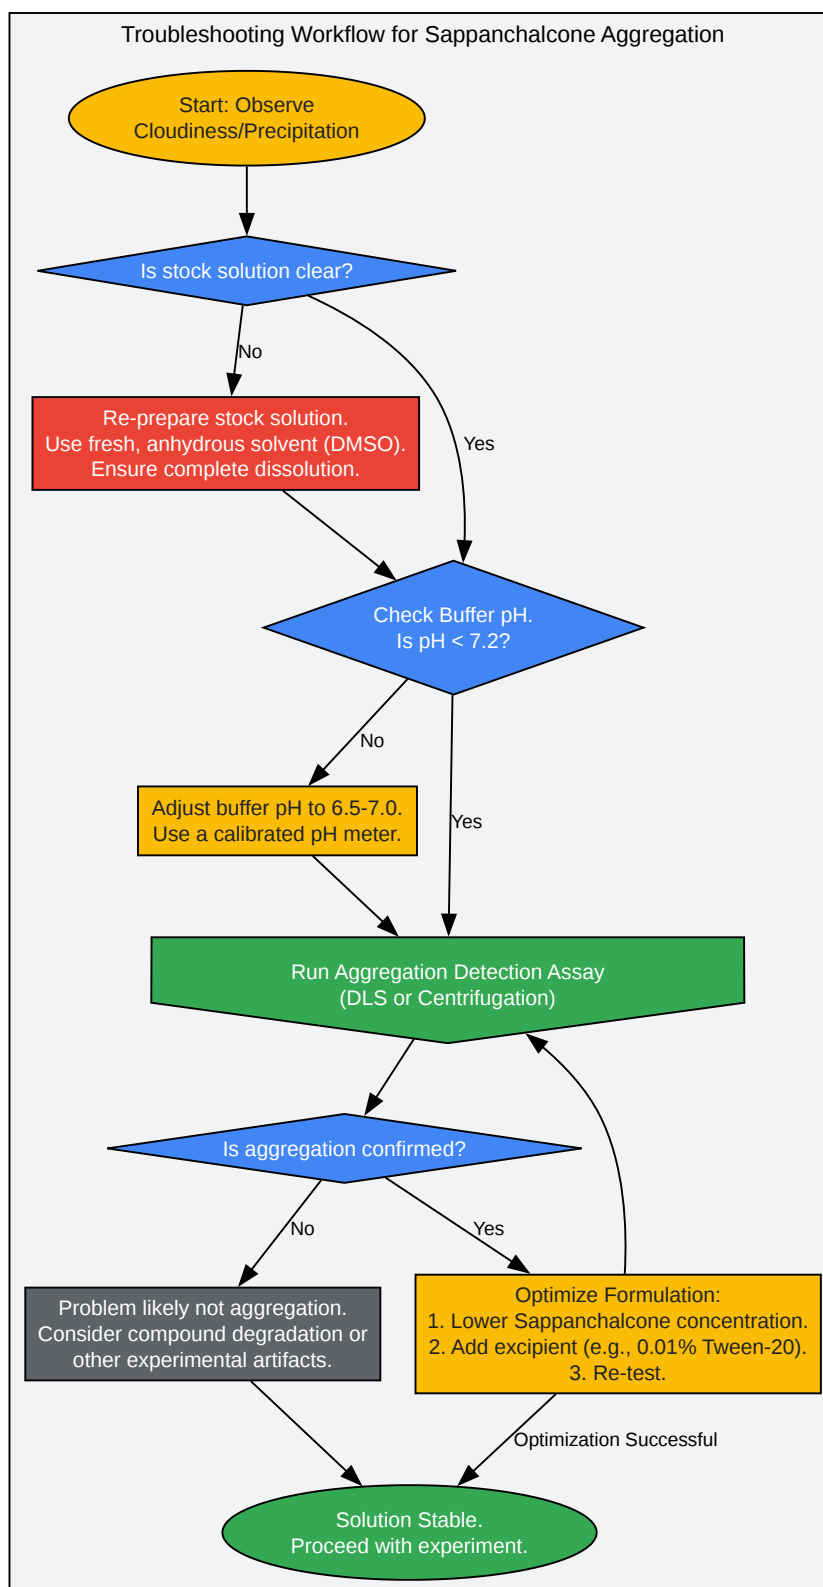 Troubleshooting Workflow for Sappanchalcone Aggregation
Start: Observe
Cloudiness/Precipitation
Is stock solution clear?
No
Yes
Re-prepare stock solution.
Use fresh, anhydrous solvent (DMSO).
Ensure complete dissolution.
Check Buffer pH.
Is pH < 7.2?
No
Yes
Adjust buffer pH to 6.5-7.0.
Use a calibrated pH meter.
Run Aggregation Detection Assay
(DLS or Centrifugation)
Is aggregation confirmed?
No
Yes
Problem likely not aggregation.
Consider compound degradation or
other experimental artifacts.
Optimize Formulation:
1. Lower Sappanchalcone concentration.
2. Add excipient (e.g., 0.01% Tween-20).
3. Re-test.
Optimization Successful
Solution Stable.
Proceed with experiment.